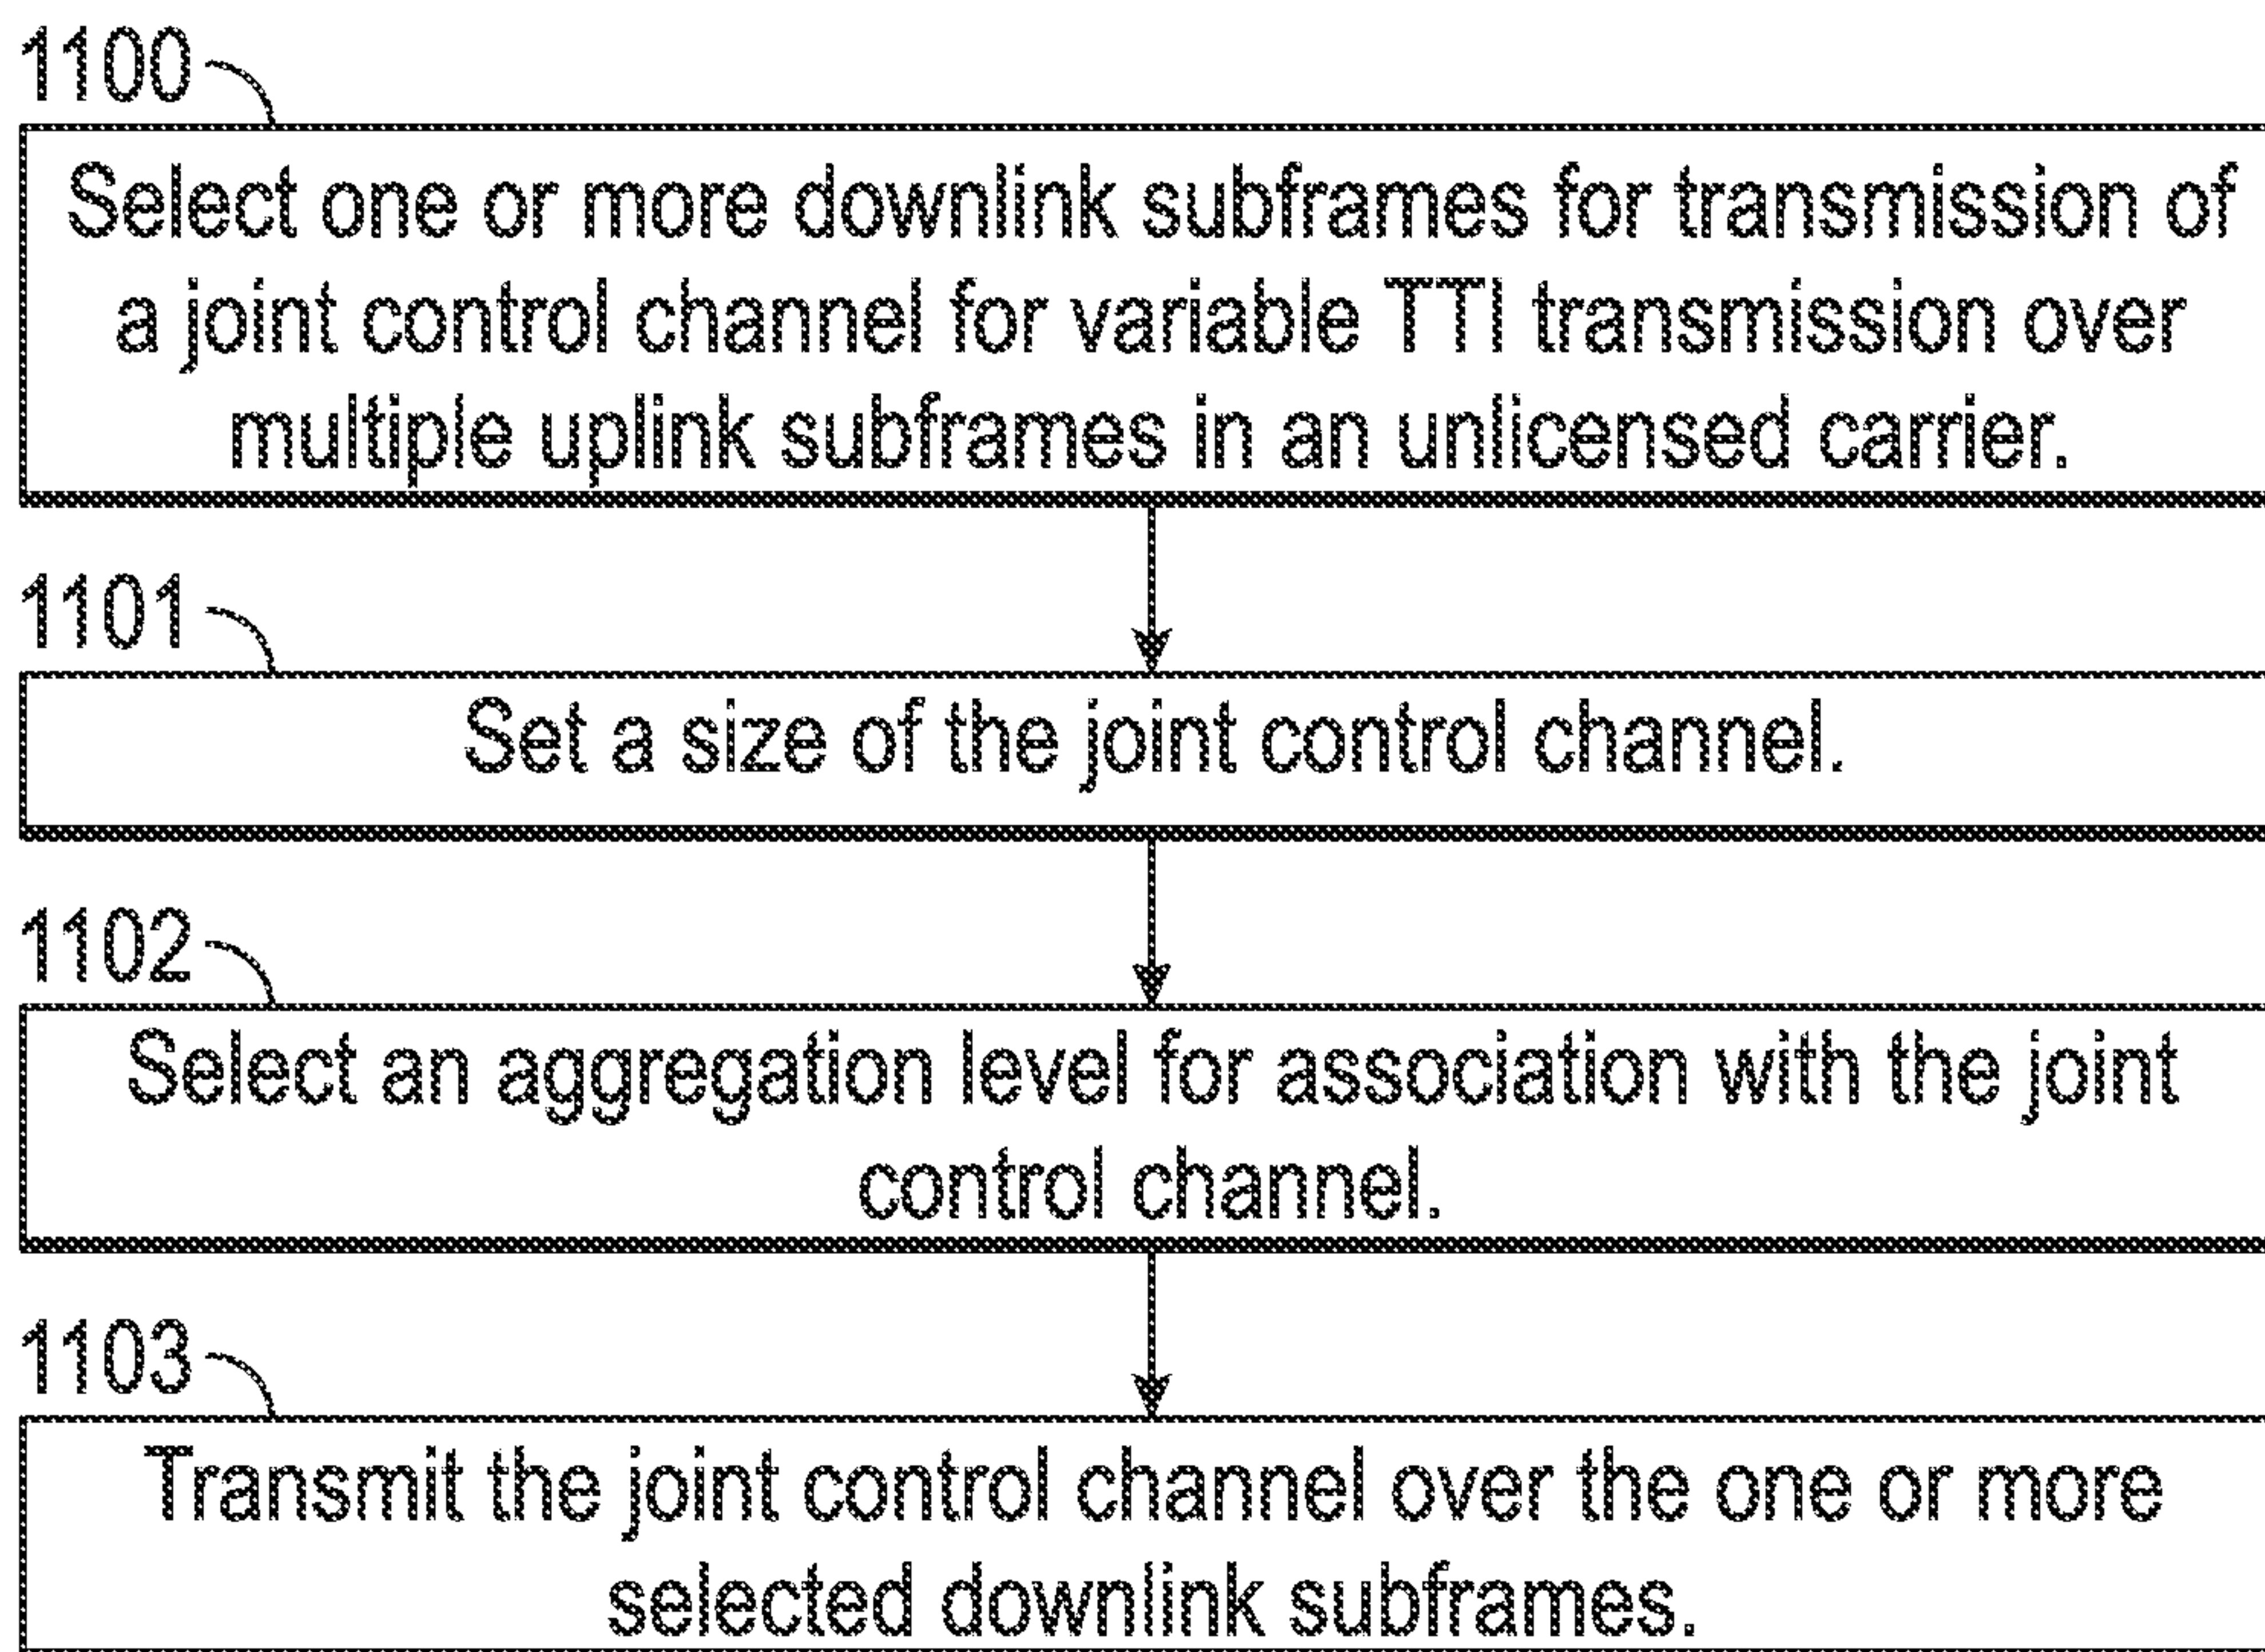 1100
Select one or more downlink subframes for transmission of
a joint control channel for variable TTI transmission over
multiple uplink subframes in an unlicensed carrier.
1101
Set a size of the joint control channel.
1102
Select an aggregation level for association with the joint
control channel.
1103
Transmit the joint control channel over the one or more
selected downlink subframes.